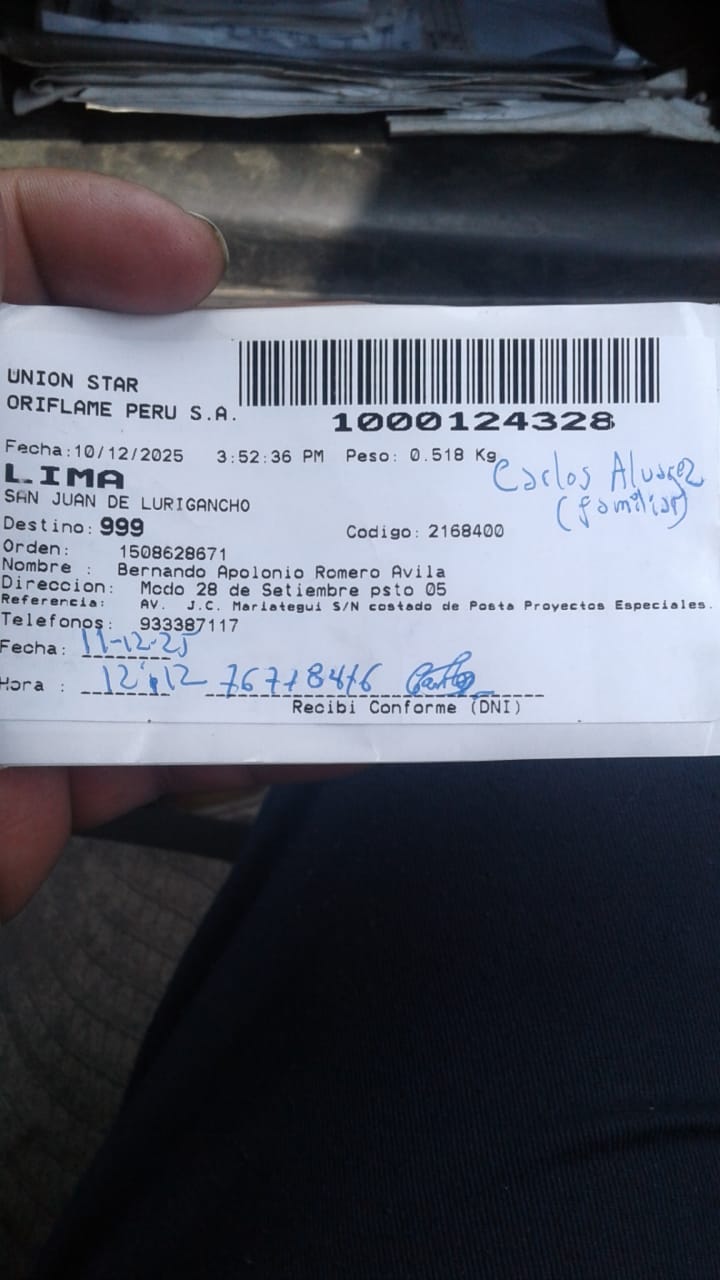 UNION STAR
ORIFLAME PERU S.A.
1000124328
Fecha:10/12/2025 3:52:36 PM Peso: 0.518 Kg
Carlos Alvarez
(familiar)
LIMA
SAN JUAN DE LURIGANCHO
Destino: 999 Codigo: 2168400
Orden: 1508628671
Nombre : Bernando Apolonio Romero Avila
Direccion: Mcdo 28 de Setiembre psto 05
Referencia: AV. J.C. Mariategui S/N costado de Posta Proyectos Especiales.
Telefonos: 933387117
Fecha: 11-12-25
Hora : 12:12 76778476
Recibi Conforme (DNI)